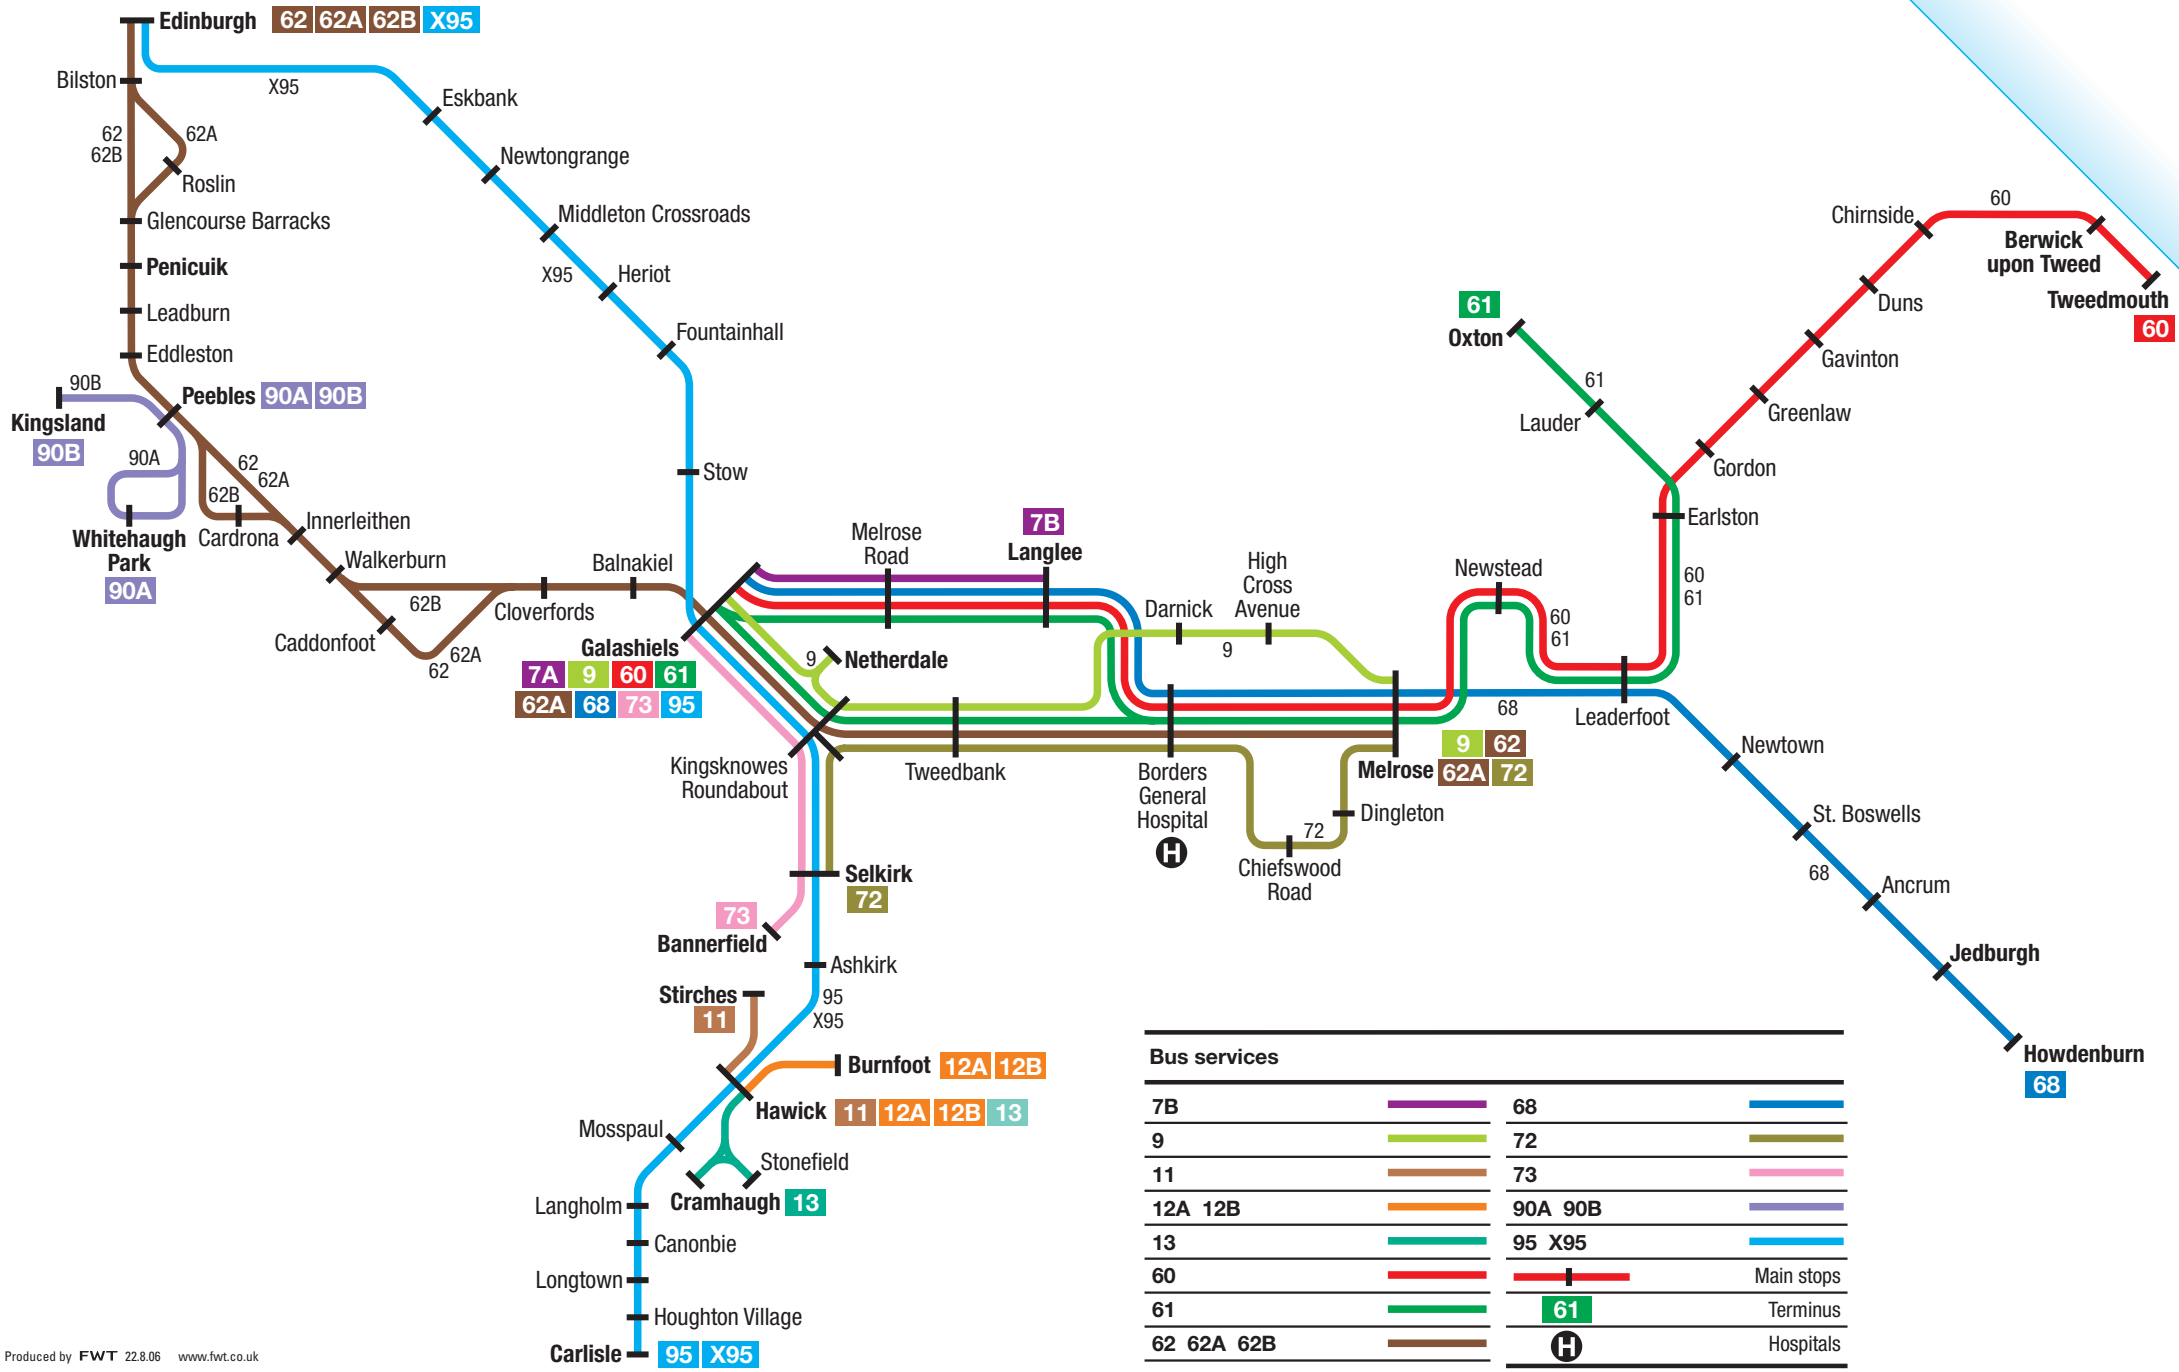 Edinburgh 62 62A 62B X95
Bilston
X95
Eskbank
62
62B
62A
Newtongrange
Roslin
Glencourse Barracks
Middleton Crossroads
Penicuik
X95
Heriot
Leadburn
Fountainhall
Eddleston
90B
Peebles 90A 90B
Kingsland
90B
90A
62
62A
Stow
62B
Whitehaugh
Park
90A
Cardrona
Innerleithen
Walkerburn
Balnakiel
62B
Cloverfords
Caddonfoot
62A
62
Galashiels
7A 9 60 61
62A 68 73 95
Melrose
Road
7B
Langlee
9
Netherdale
Darnick
High
Cross
Avenue
9
Newstead
60
61
Kingsknowes
Roundabout
Tweedbank
Borders
General
Hospital
H
Melrose
9 62
62A 72
68
Leaderfoot
Dingleton
72
Chiefswood
Road
61
Oxton
61
Lauder
Earlston
60
61
Gordon
Greenlaw
Gavinton
Duns
Chirnside
60
Berwick
upon Tweed
Tweedmouth
60
Newtown
St. Boswells
68
Ancrum
Jedburgh
Howdenburn
68
Selkirk
72
73
Bannerfield
Ashkirk
95
X95
Stirches
11
Burnfoot 12A 12B
Hawick 11 12A 12B 13
Mosspaul
Stonefield
Cramhaugh 13
Langholm
Canonbie
Longtown
Houghton Village
Carlisle 95 X95
Bus services
7B
68
9
72
11
73
12A 12B
90A 90B
13
95 X95
60
Main stops
61
61 Terminus
62 62A 62B
H Hospitals
Produced by FWT 22.8.06 www.fwt.co.uk